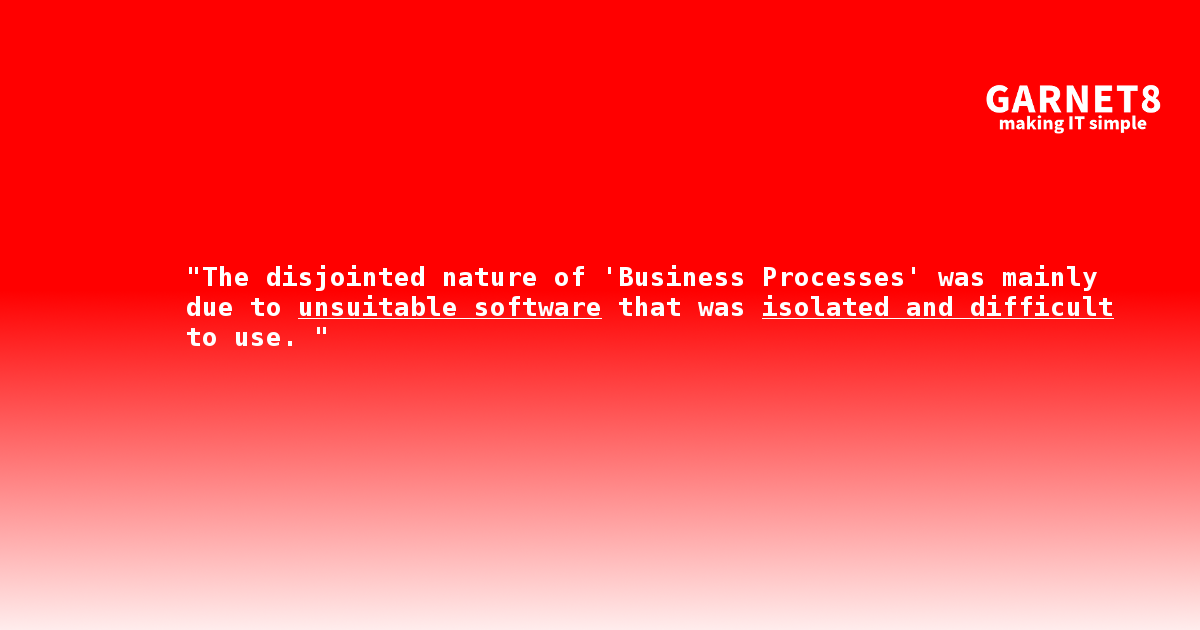 GARNET8
making IT simple
"The disjointed nature of 'Business Processes' was mainly
due to unsuitable software that was isolated and difficult
to use. "